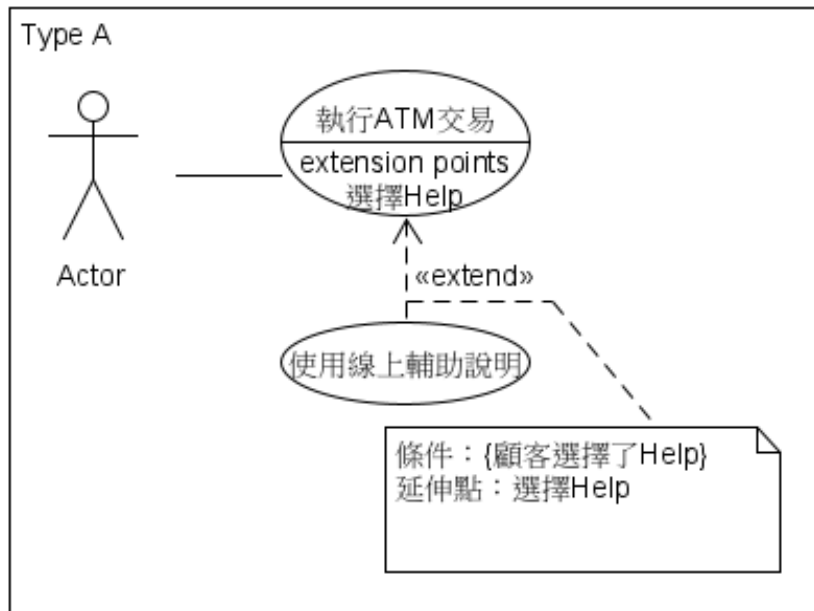 Type A
執行ATM交易
extension points
選擇Help
Actor
«extend»
使用線上輔助說明
條件：{顧客選擇了Help}
延伸點：選擇Help